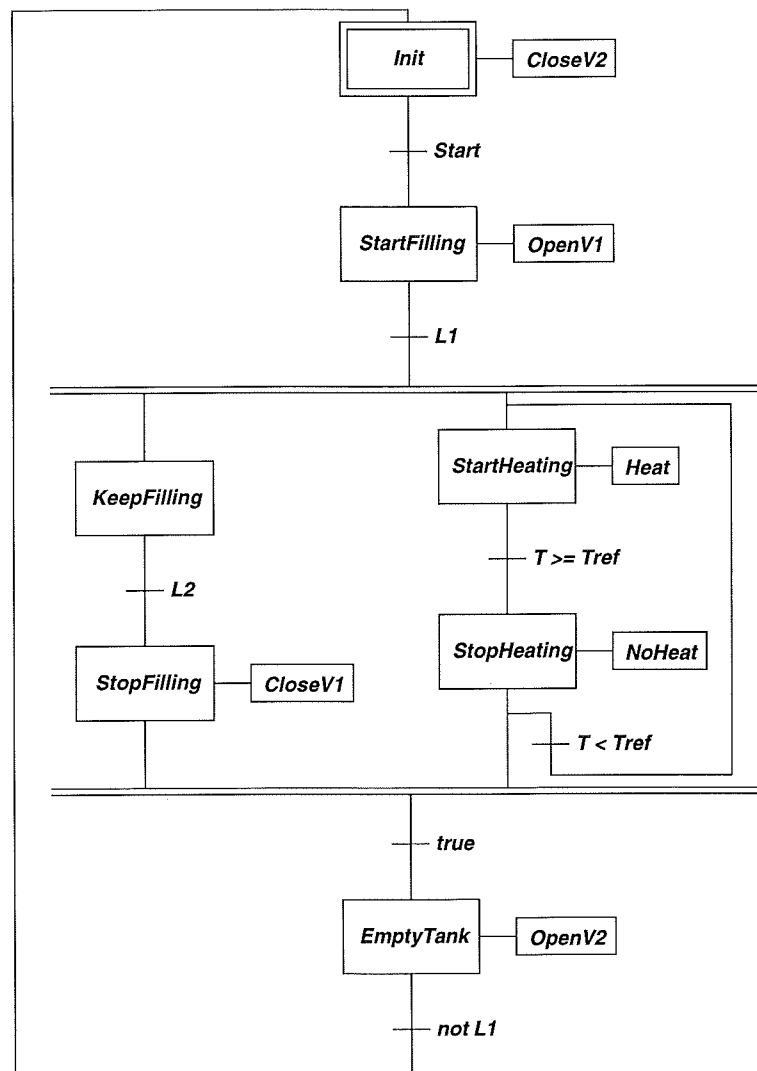 Init
CloseV2
Start
StartFilling
OpenV1
L1
StartHeating
Heat
KeepFilling
T >= Tref
L2
StopHeating
NoHeat
StopFilling
CloseV1
T < Tref
true
EmptyTank
OpenV2
not L1